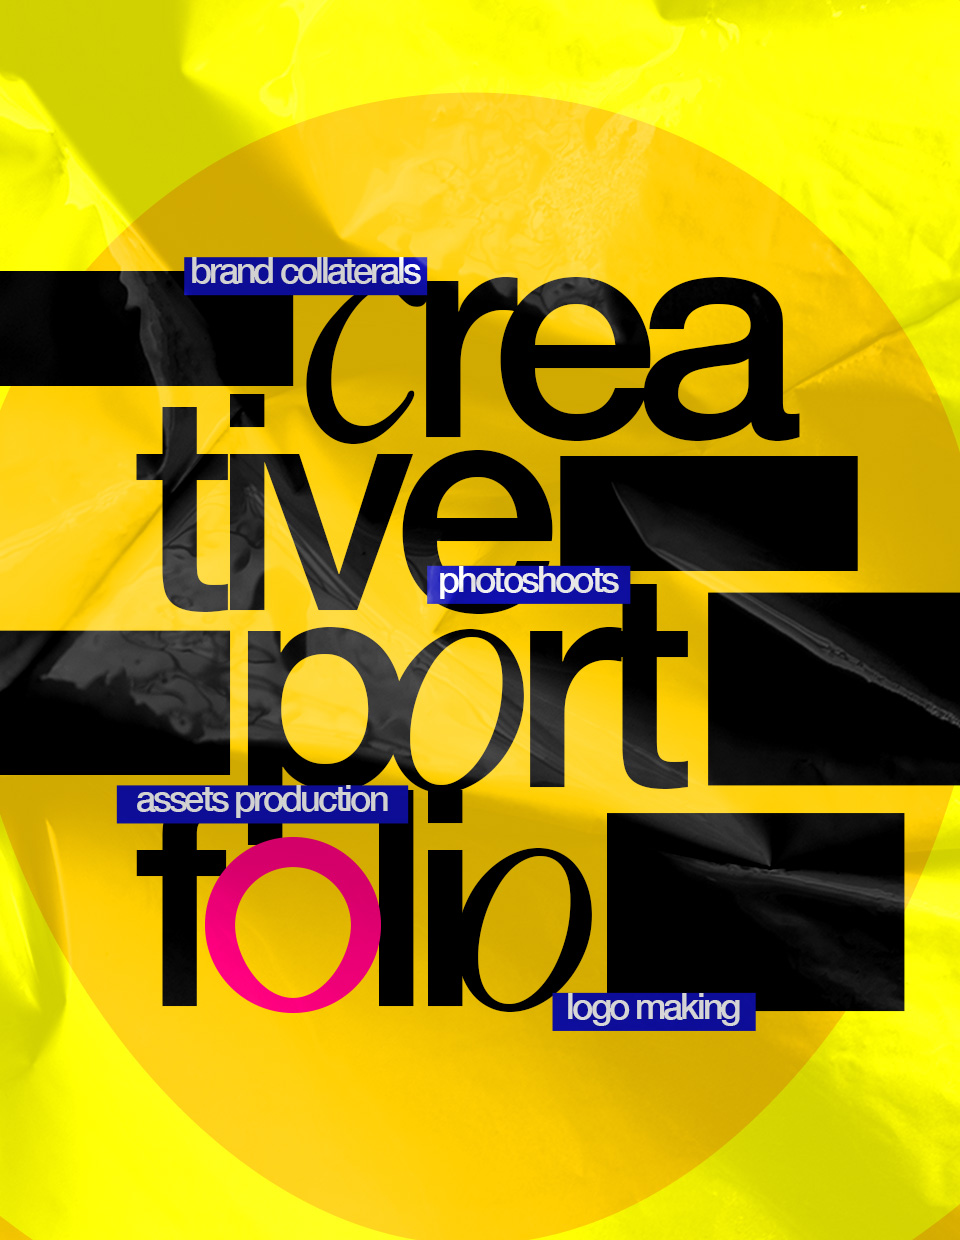 brand collaterals
crea
tive
photoshoots
port
assets production
folio
logo making